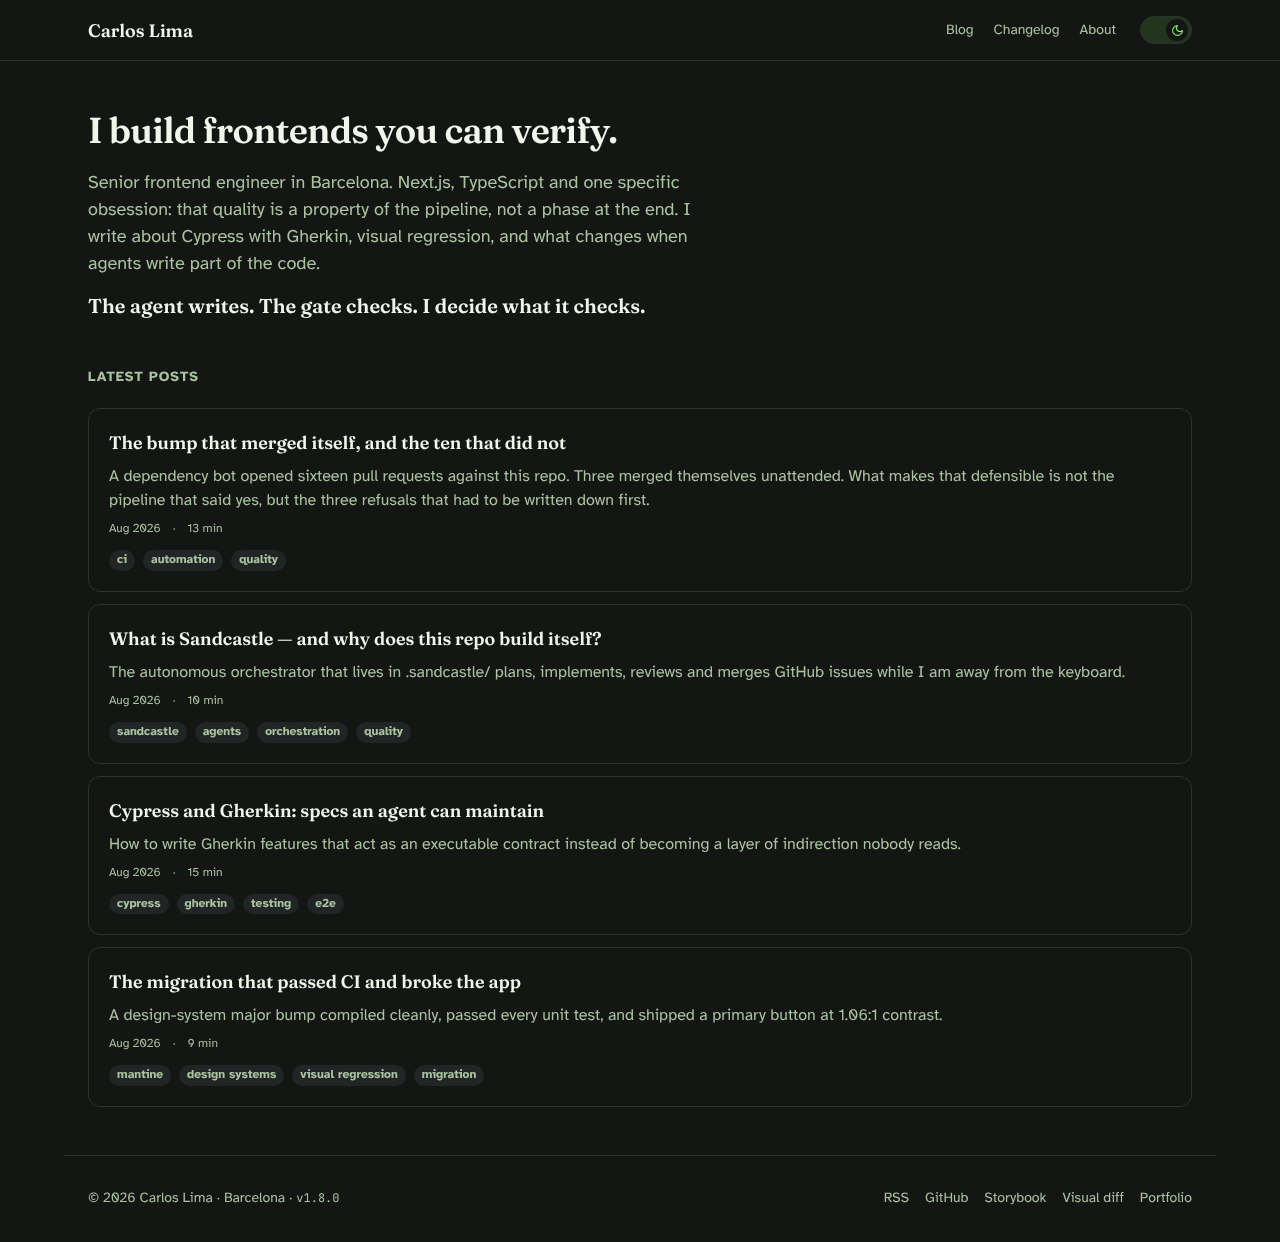 Carlos Lima
Blog Changelog About
I build frontends you can verify.
Senior frontend engineer in Barcelona. Next.js, TypeScript and one specific
obsession: that quality is a property of the pipeline, not a phase at the end. I
write about Cypress with Gherkin, visual regression, and what changes when
agents write part of the code.
The agent writes. The gate checks. I decide what it checks.
LATEST POSTS
The bump that merged itself, and the ten that did not
A dependency bot opened sixteen pull requests against this repo. Three merged themselves unattended. What makes that defensible is not the
pipeline that said yes, but the three refusals that had to be written down first.
Aug 2026 · 13 min
ci automation quality
What is Sandcastle — and why does this repo build itself?
The autonomous orchestrator that lives in .sandcastle/ plans, implements, reviews and merges GitHub issues while I am away from the keyboard.
Aug 2026 · 10 min
sandcastle agents orchestration quality
Cypress and Gherkin: specs an agent can maintain
How to write Gherkin features that act as an executable contract instead of becoming a layer of indirection nobody reads.
Aug 2026 · 15 min
cypress gherkin testing e2e
The migration that passed CI and broke the app
A design-system major bump compiled cleanly, passed every unit test, and shipped a primary button at 1.06:1 contrast.
Aug 2026 · 9 min
mantine design systems visual regression migration
© 2026 Carlos Lima · Barcelona · v1.8.0
RSS GitHub Storybook Visual diff Portfolio